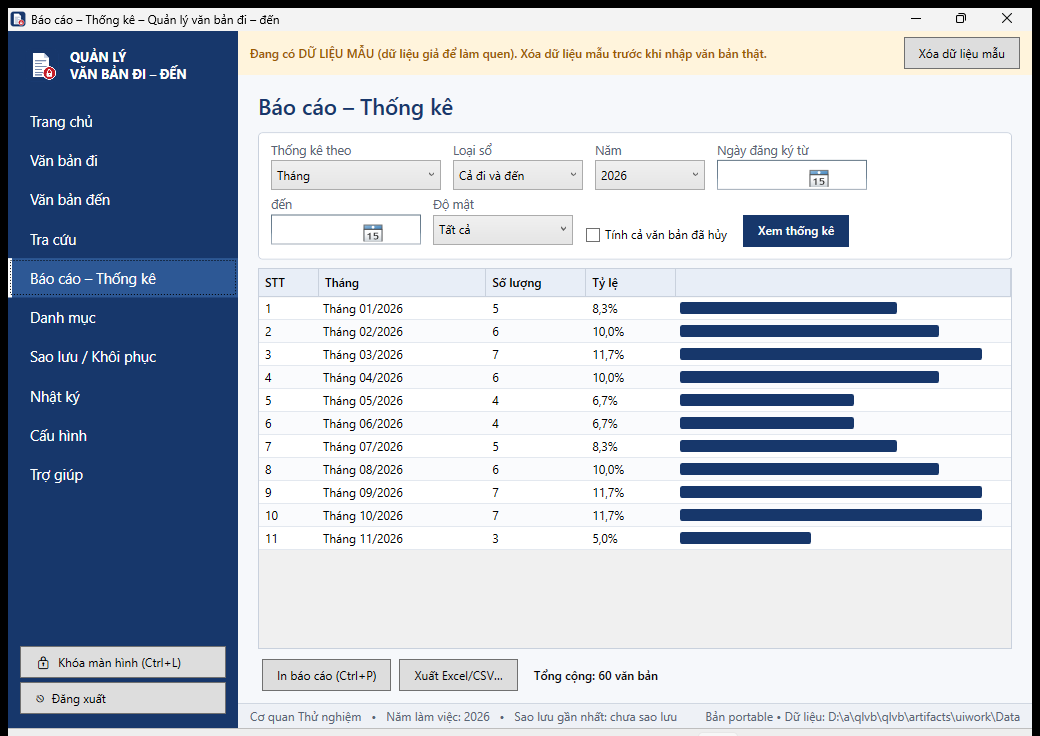 Báo cáo – Thống kê – Quản lý văn bản đi – đến
QUẢN LÝ
VĂN BẢN ĐI – ĐẾN
Trang chủ
Văn bản đi
Văn bản đến
Tra cứu
Báo cáo – Thống kê
Danh mục
Sao lưu / Khôi phục
Nhật ký
Cấu hình
Trợ giúp
Khóa màn hình (Ctrl+L)
Đăng xuất
Đang có DỮ LIỆU MẪU (dữ liệu giả để làm quen). Xóa dữ liệu mẫu trước khi nhập văn bản thật.
Xóa dữ liệu mẫu
Báo cáo – Thống kê
Thống kê theo Loại sổ Năm Ngày đăng ký từ
Tháng Cả đi và đến 2026 15
đến Độ mật
15 Tất cả Tính cả văn bản đã hủy Xem thống kê
STT Tháng Số lượng Tỷ lệ
1 Tháng 01/2026 5 8,3%
2 Tháng 02/2026 6 10,0%
3 Tháng 03/2026 7 11,7%
4 Tháng 04/2026 6 10,0%
5 Tháng 05/2026 4 6,7%
6 Tháng 06/2026 4 6,7%
7 Tháng 07/2026 5 8,3%
8 Tháng 08/2026 6 10,0%
9 Tháng 09/2026 7 11,7%
10 Tháng 10/2026 7 11,7%
11 Tháng 11/2026 3 5,0%
In báo cáo (Ctrl+P) Xuất Excel/CSV... Tổng cộng: 60 văn bản
Cơ quan Thử nghiệm • Năm làm việc: 2026 • Sao lưu gần nhất: chưa sao lưu Bản portable • Dữ liệu: D:\a\qlvb\qlvb\artifacts\uiwork\Data